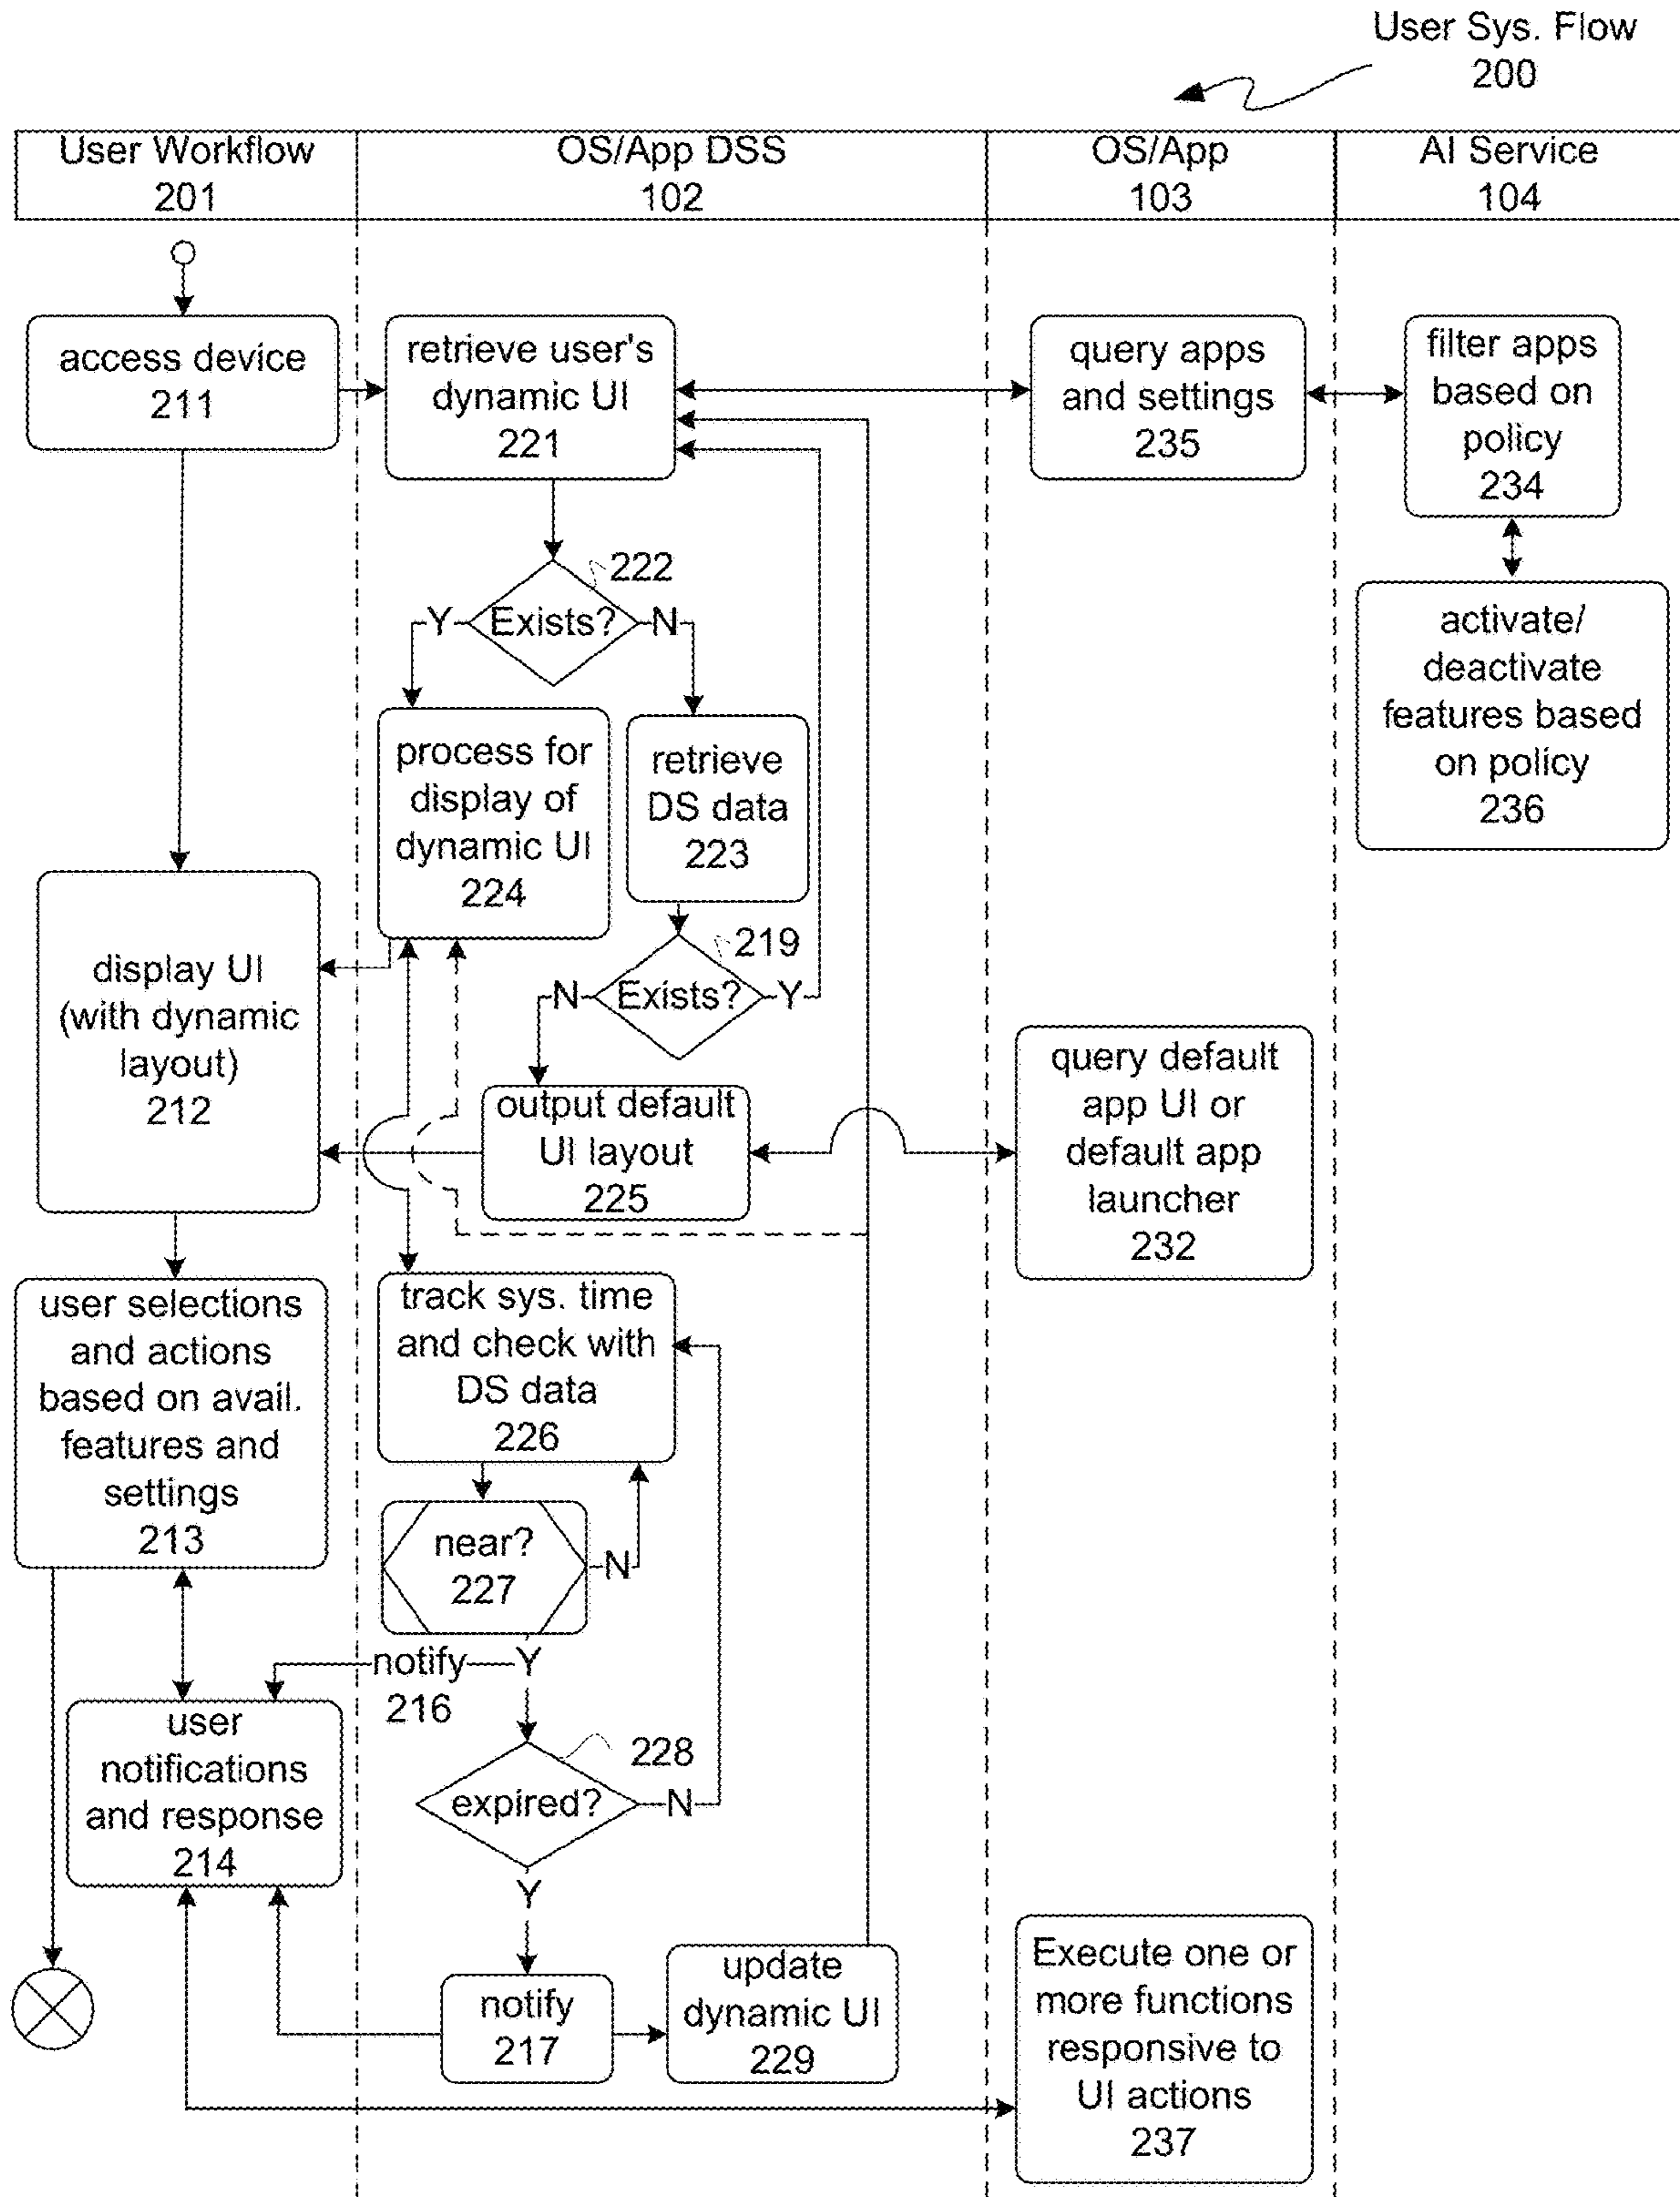 User Sys. Flow
200
User Workflow
201
OS/App DSS
102
OS/App
103
AI Service
104
access device
211
retrieve user's
dynamic UI
221
query apps
and settings
235
filter apps
based on
policy
234
222
Y
Exists?
N
activate/
deactivate
features based
on policy
236
process for
display of
dynamic UI
224
retrieve
DS data
223
219
N
Exists?
Y
display UI
(with dynamic
layout)
212
output default
UI layout
225
query default
app UI or
default app
launcher
232
user selections
and actions
based on avail.
features and
settings
213
track sys. time
and check with
DS data
226
near?
227
N
Y
notify
216
user
notifications
and response
214
228
expired?
N
Y
notify
217
update
dynamic UI
229
Execute one or
more functions
responsive to
UI actions
237